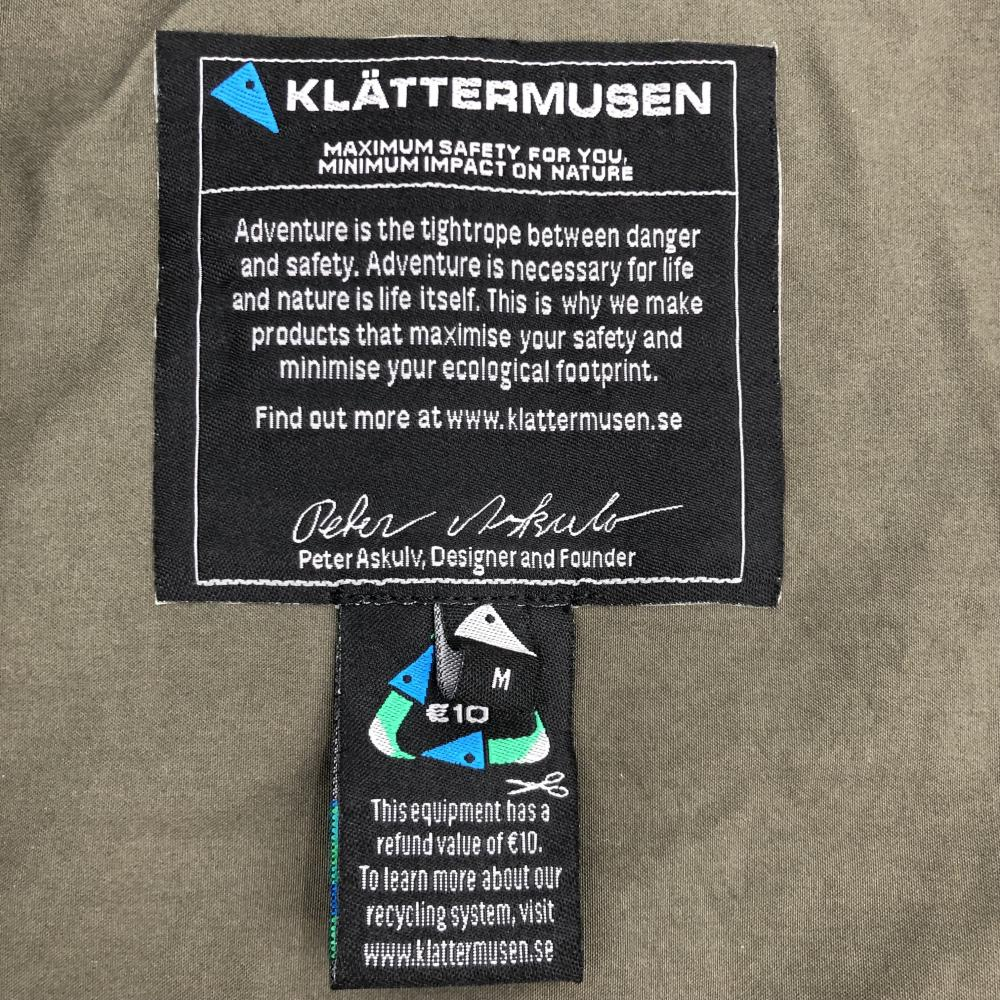 KLÄTTERMUSEN
MAXIMUM SAFETY FOR YOU,
MINIMUM IMPACT ON NATURE
Adventure is the tightrope between danger
and safety. Adventure is necessary for life
and nature is life itself. This is why we make
products that maximise your safety and
minimise your ecological footprint.
Find out more at www.klattermusen.se
Peter Askulv
Peter Askulv, Designer and Founder
M
€10
This equipment has a
refund value of €10.
To learn more about our
recycling system, visit
www.klattermusen.se